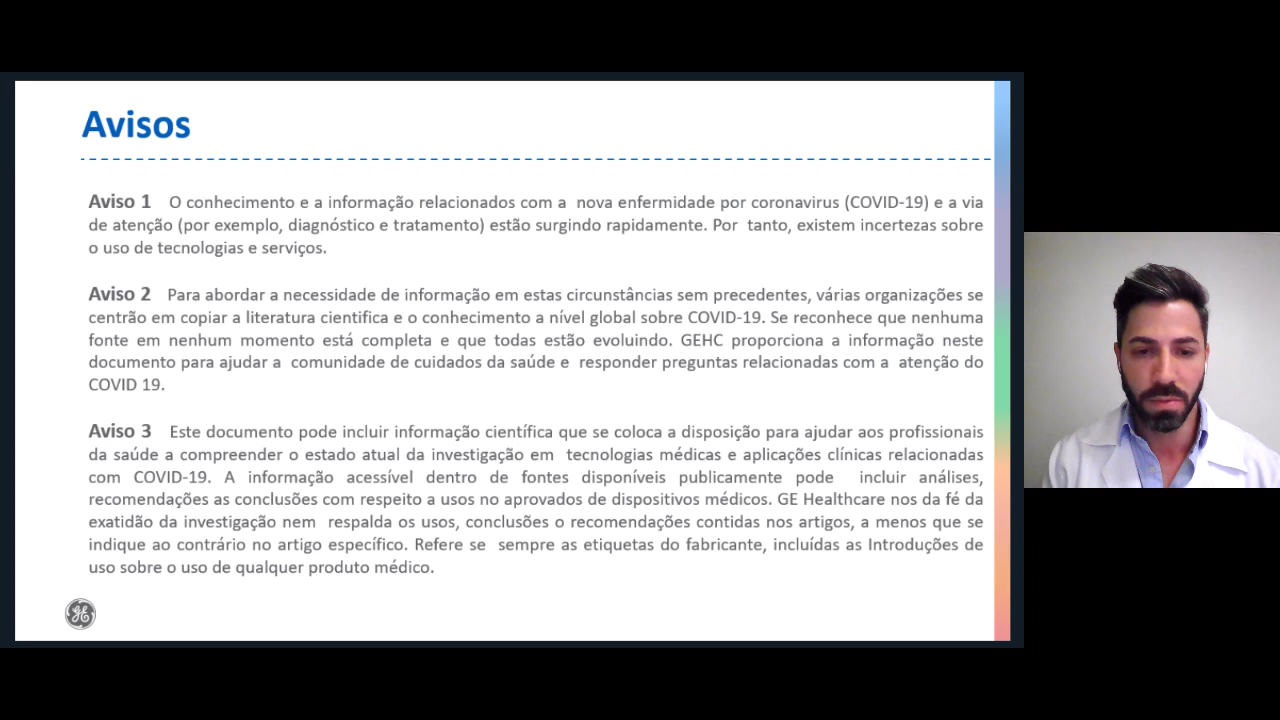 Avisos
Aviso 1 O conhecimento e a informação relacionados com a nova enfermidade por coronavirus (COVID-19) e a via
de atenção (por exemplo, diagnóstico e tratamento) estão surgindo rapidamente. Por tanto, existem incertezas sobre
o uso de tecnologias e serviços.
Aviso 2 Para abordar a necessidade de informação em estas circunstâncias sem precedentes, várias organizações se
centrão em copiar a literatura cientifica e o conhecimento a nível global sobre COVID-19. Se reconhece que nenhuma
fonte em nenhum momento está completa e que todas estão evoluindo. GEHC proporciona a informação neste
documento para ajudar a comunidade de cuidados da saúde e responder preguntas relacionadas com a atenção do
COVID 19.
Aviso 3 Este documento pode incluir informação científica que se coloca a disposição para ajudar aos profissionais
da saúde a compreender o estado atual da investigação em tecnologias médicas e aplicações clínicas relacionadas
com COVID-19. A informação acessível dentro de fontes disponíveis publicamente pode incluir análises,
recomendações as conclusões com respeito a usos no aprovados de dispositivos médicos. GE Healthcare nos da fé da
exatidão da investigação nem respalda os usos, conclusões o recomendações contidas nos artigos, a menos que se
indique ao contrário no artigo específico. Refere se sempre as etiquetas do fabricante, incluídas as Introduções de
uso sobre o uso de qualquer produto médico.
GE